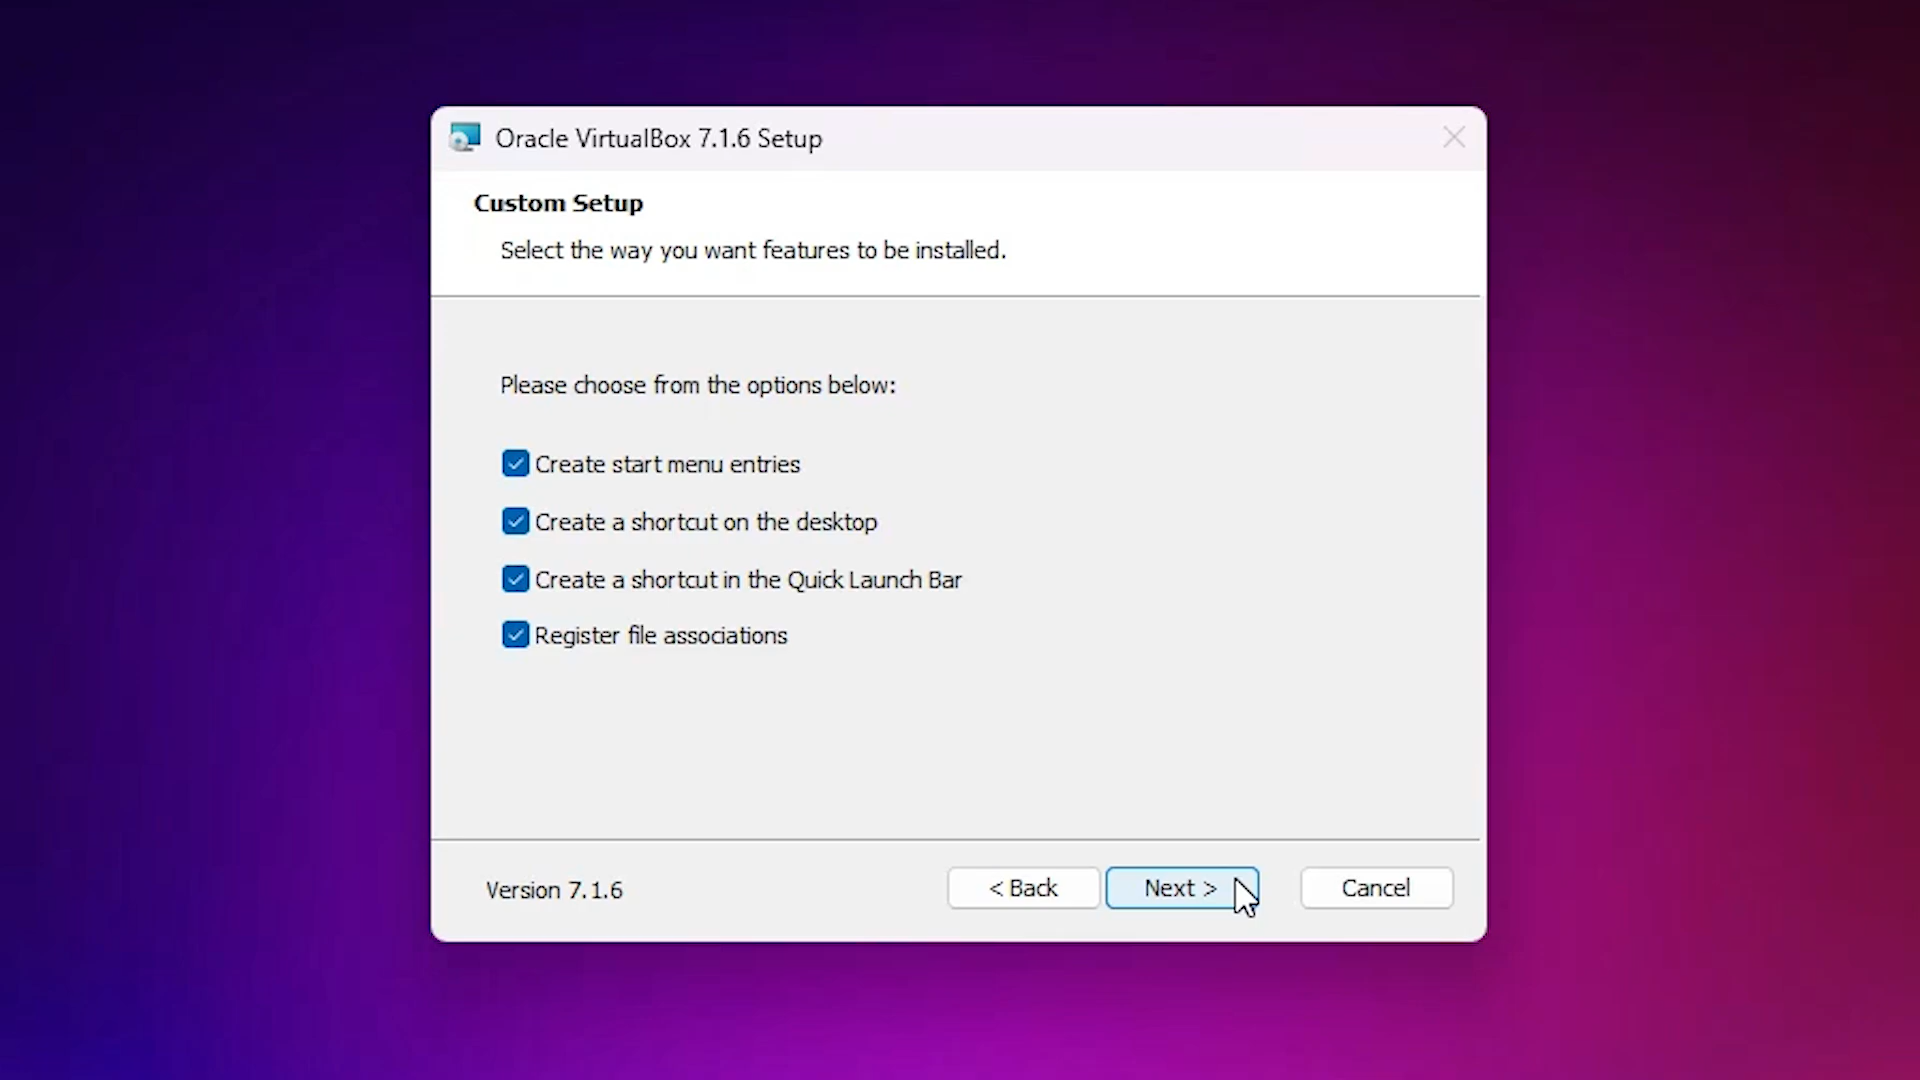 Oracle VirtualBox 7.1.6 Setup
Custom Setup
Select the way you want features to be installed.
Please choose from the options below:
Create start menu entries
Create a shortcut on the desktop
Create a shortcut in the Quick Launch Bar
Register file associations
Version 7.1.6
< Back
Next >
Cancel